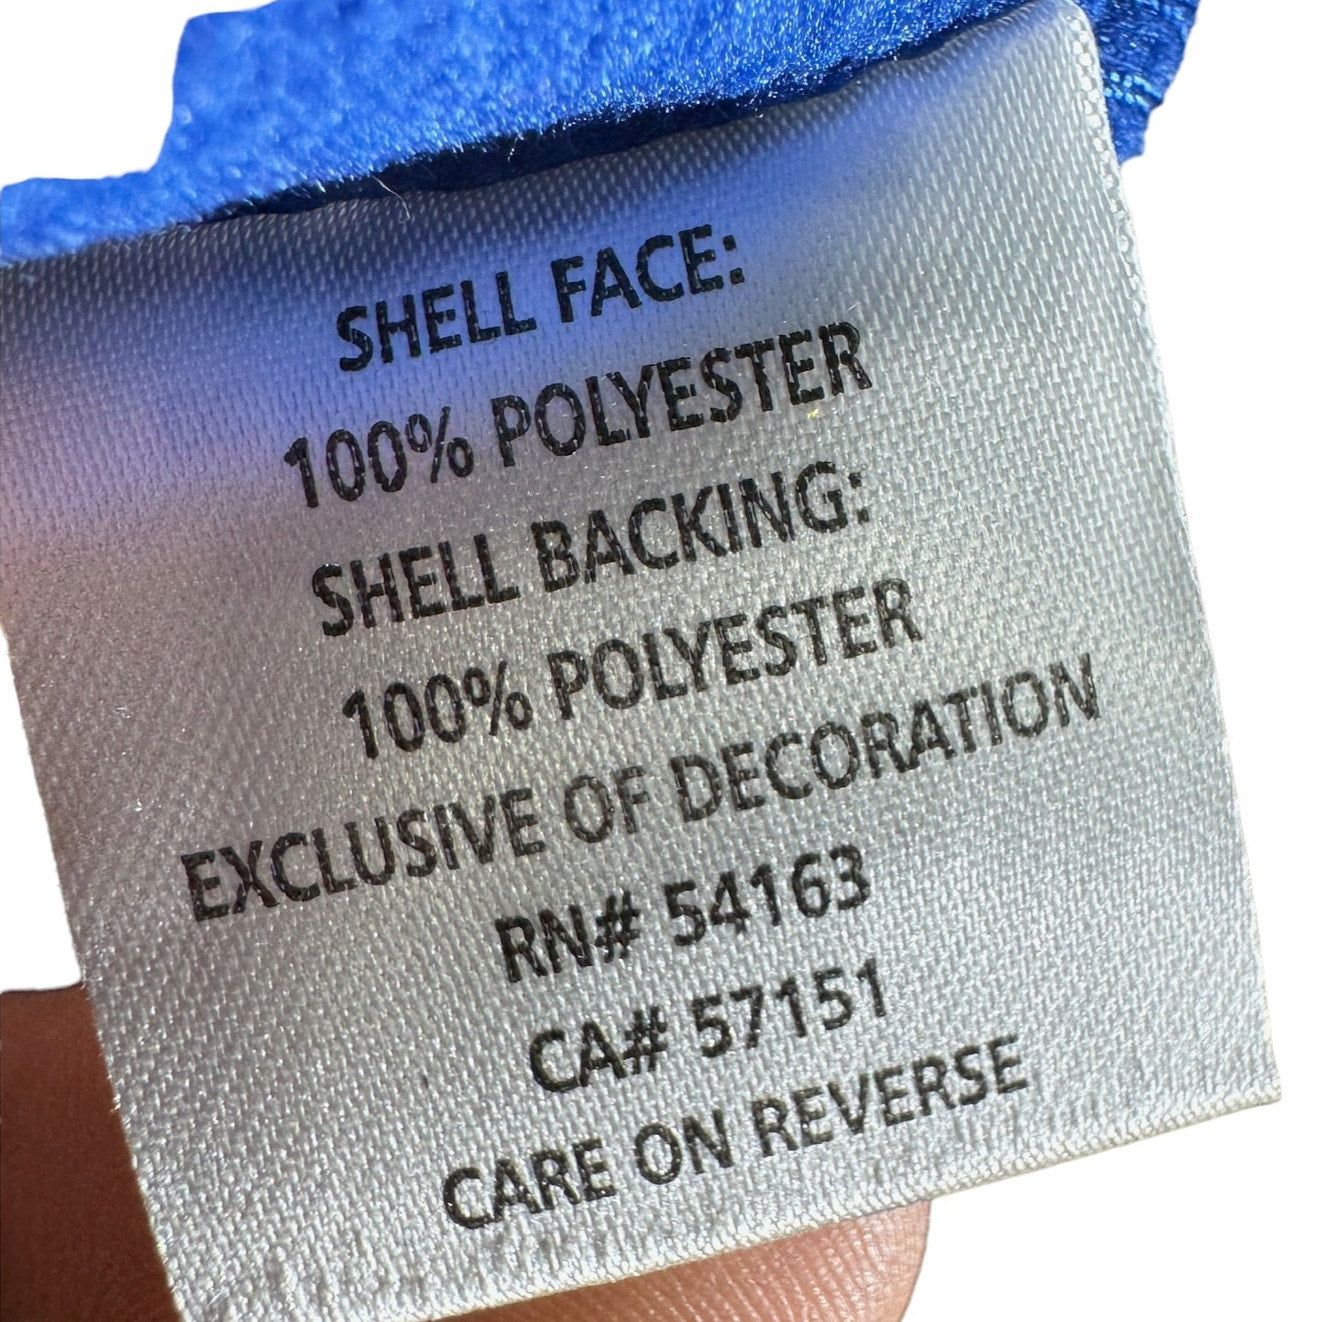 SHELL FACE:
100% POLYESTER
SHELL BACKING:
100% POLYESTER
EXCLUSIVE OF DECORATION
RN# 54163
CA# 57151
CARE ON REVERSE